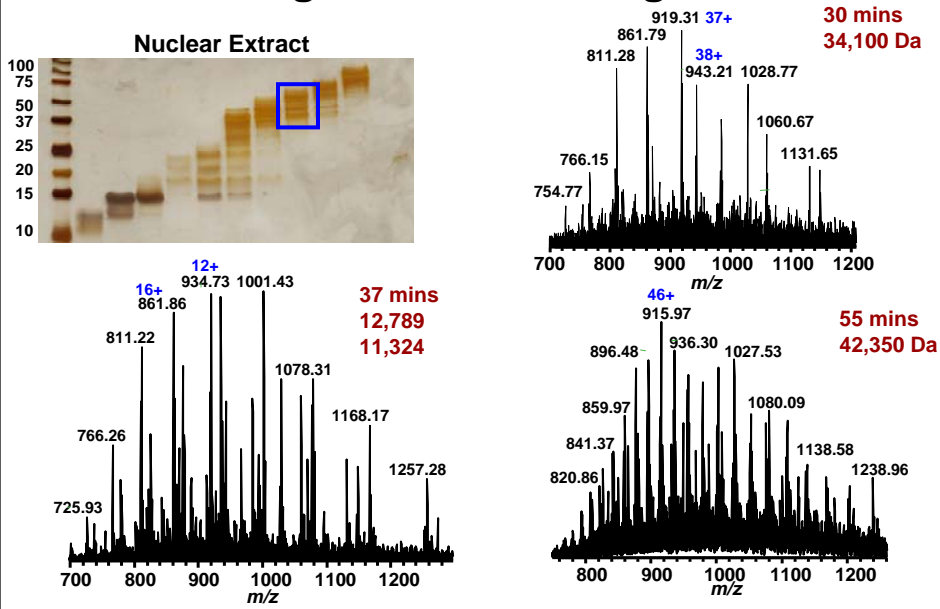 Nuclear Extract
100
75
50
37
25
20
15
10
30 mins
34,100 Da
919.31 37+
861.79
38+
811.28
943.21 1028.77
1060.67
1131.65
766.15
754.77
700 800 900 1000 1100 1200
m/z
37 mins
12,789
11,324
12+
16+
934.73 1001.43
861.86
811.22
1078.31
1168.17
766.26
1257.28
725.93
700 800 900 1000 1100 1200
m/z
55 mins
42,350 Da
46+
915.97
896.48 936.30 1027.53
859.97
1080.09
841.37
1138.58
820.86
1238.96
800 900 1000 1100 1200
m/z